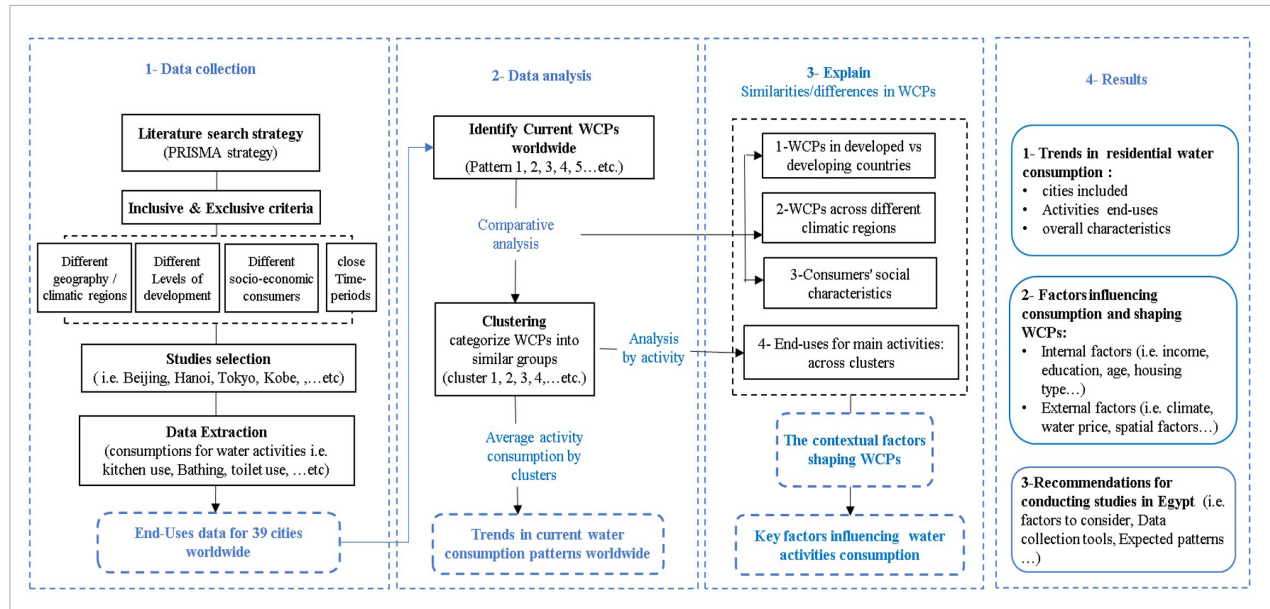 1- Data collection
Literature search strategy
(PRISMA strategy)
Inclusive & Exclusive criteria
Different
geography /
climatic regions
Different
Levels of
development
Different
socio-economic
consumers
close
Time-
periods
Studies selection
( i.e. Beijing, Hanoi, Tokyo, Kobe, ,…etc)
Data Extraction
(consumptions for water activities i.e.
kitchen use, Bathing, toilet use, …etc)
End-Uses data for 39 cities
worldwide
2- Data analysis
Identify Current WCPs
worldwide
(Pattern 1, 2, 3, 4, 5…etc.)
Comparative
analysis
Clustering
categorize WCPs into
similar groups
(cluster 1, 2, 3, 4,…etc.)
Analysis
by activity
Average activity
consumption by
clusters
Trends in current water
consumption patterns worldwide
3- Explain
Similarities/differences in WCPs
1-WCPs in developed vs
developing countries
2-WCPs across different
climatic regions
3-Consumers' social
characteristics
4- End-uses for main activities:
across clusters
The contextual factors
shaping WCPs
Key factors influencing water
activities consumption
4- Results
1- Trends in residential water
consumption :
• cities included
• Activities end-uses
• overall characteristics
2- Factors influencing
consumption and shaping
WCPs:
• Internal factors (i.e. income,
education, age, housing
type…)
• External factors (i.e. climate,
water price, spatial factors…)
3-Recommendations for
conducting studies in Egypt (i.e.
factors to consider, Data
collection tools, Expected patterns
…)